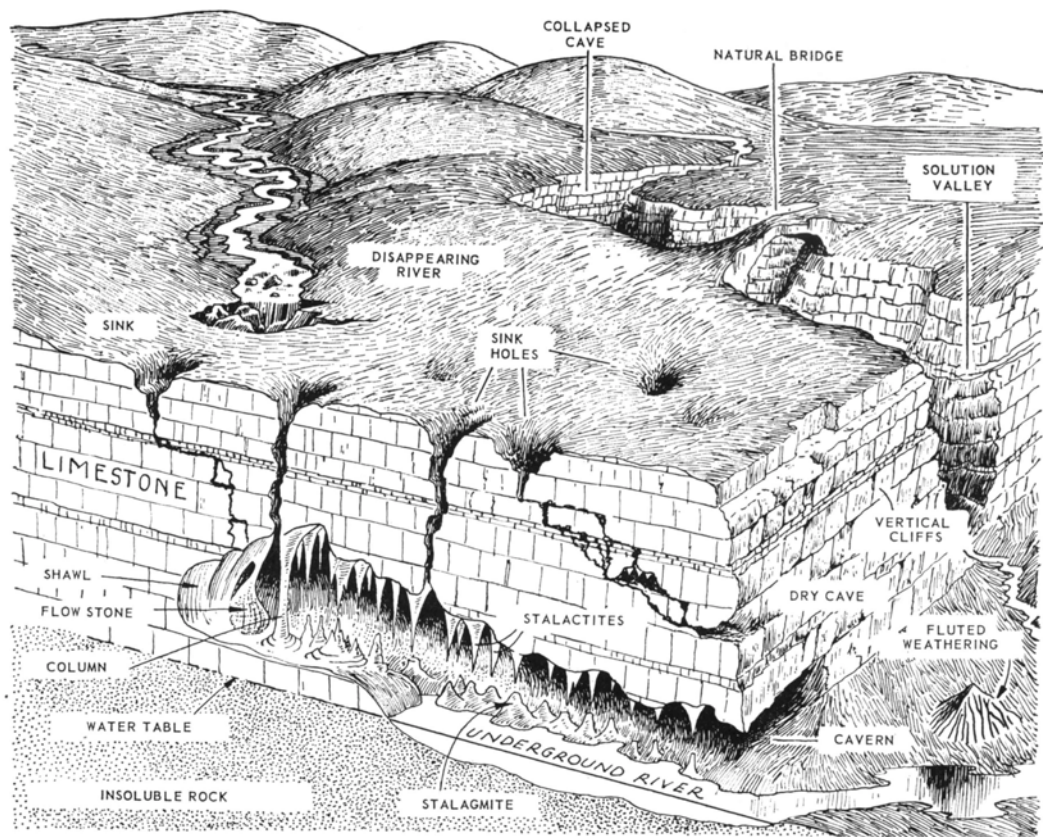 COLLAPSED
CAVE
NATURAL BRIDGE
SOLUTION
VALLEY
DISAPPEARING
RIVER
SINK
SINK
HOLES
LIMESTONE
VERTICAL
CLIFFS
SHAWL
DRY CAVE
FLOW STONE
STALACTITES
FLUTED
WEATHERING
COLUMN
WATER TABLE
CAVERN
UNDERGROUND RIVER
INSOLUBLE ROCK
STALAGMITE